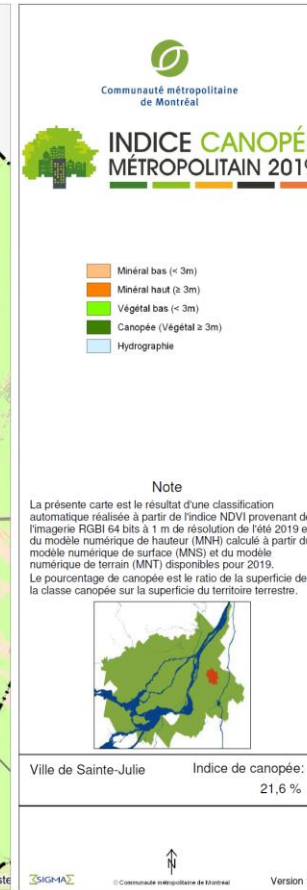 Communauté métropolitaine
de Montréal
INDICE CANOPÉ
MÉTROPOLITAIN 2019
Minéral bas (< 3m)
Minéral haut (≥ 3m)
Végétal bas (< 3m)
Canopée (Végétal ≥ 3m)
Hydrographie
Note
La présente carte est le résultat d'une classification
automatique réalisée à partir de l'indice NDVI provenant de
l'imagerie RGBI 64 bits à 1 m de résolution de l'été 2019 e
du modèle numérique de hauteur (MNH) calculé à partir du
modèle numérique de surface (MNS) et du modèle
numérique de terrain (MNT) disponibles pour 2019.
Le pourcentage de canopée est le ratio de la superficie de
la classe canopée sur la superficie du territoire terrestre.
Ville de Sainte-Julie
Indice de canopée:
21,6 %
ste
SIGMA
N
© Communauté métropolitaine de Montréal
Version